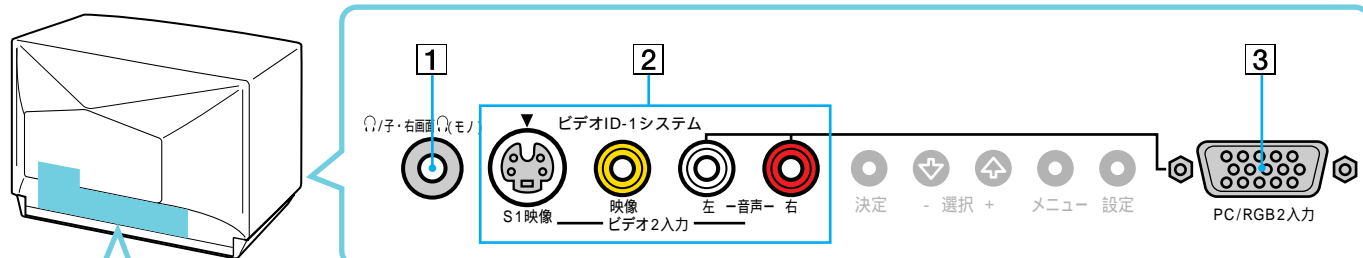 1
2
3
/子・右画面(モノ)
ビデオID-1システム
S1映像
映像
左 音声 右
ビデオ2入力
決定
- 選択 +
メニュー
設定
PC/RGB2入力